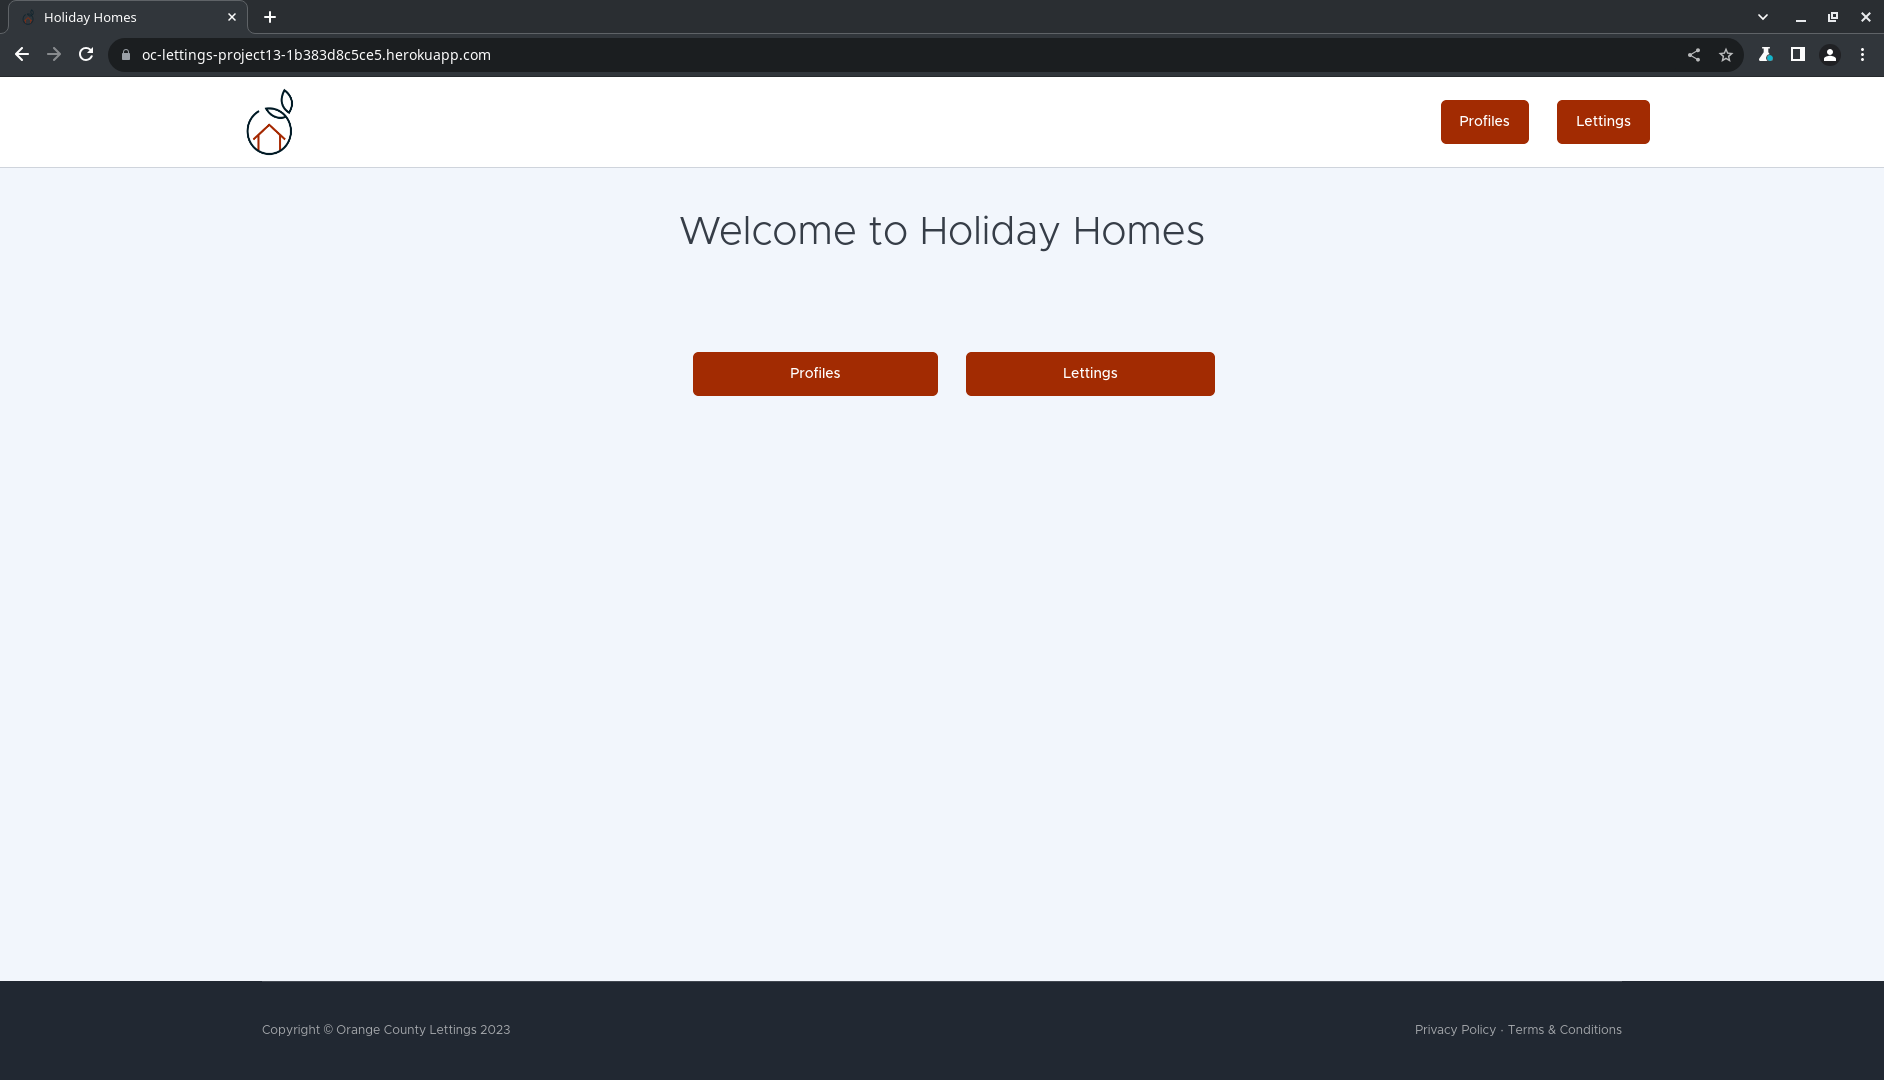 Holiday Homes
oc-lettings-project13-1b383d8c5ce5.herokuapp.com
Profiles Lettings
Welcome to Holiday Homes
Profiles Lettings
Copyright © Orange County Lettings 2023 Privacy Policy · Terms & Conditions